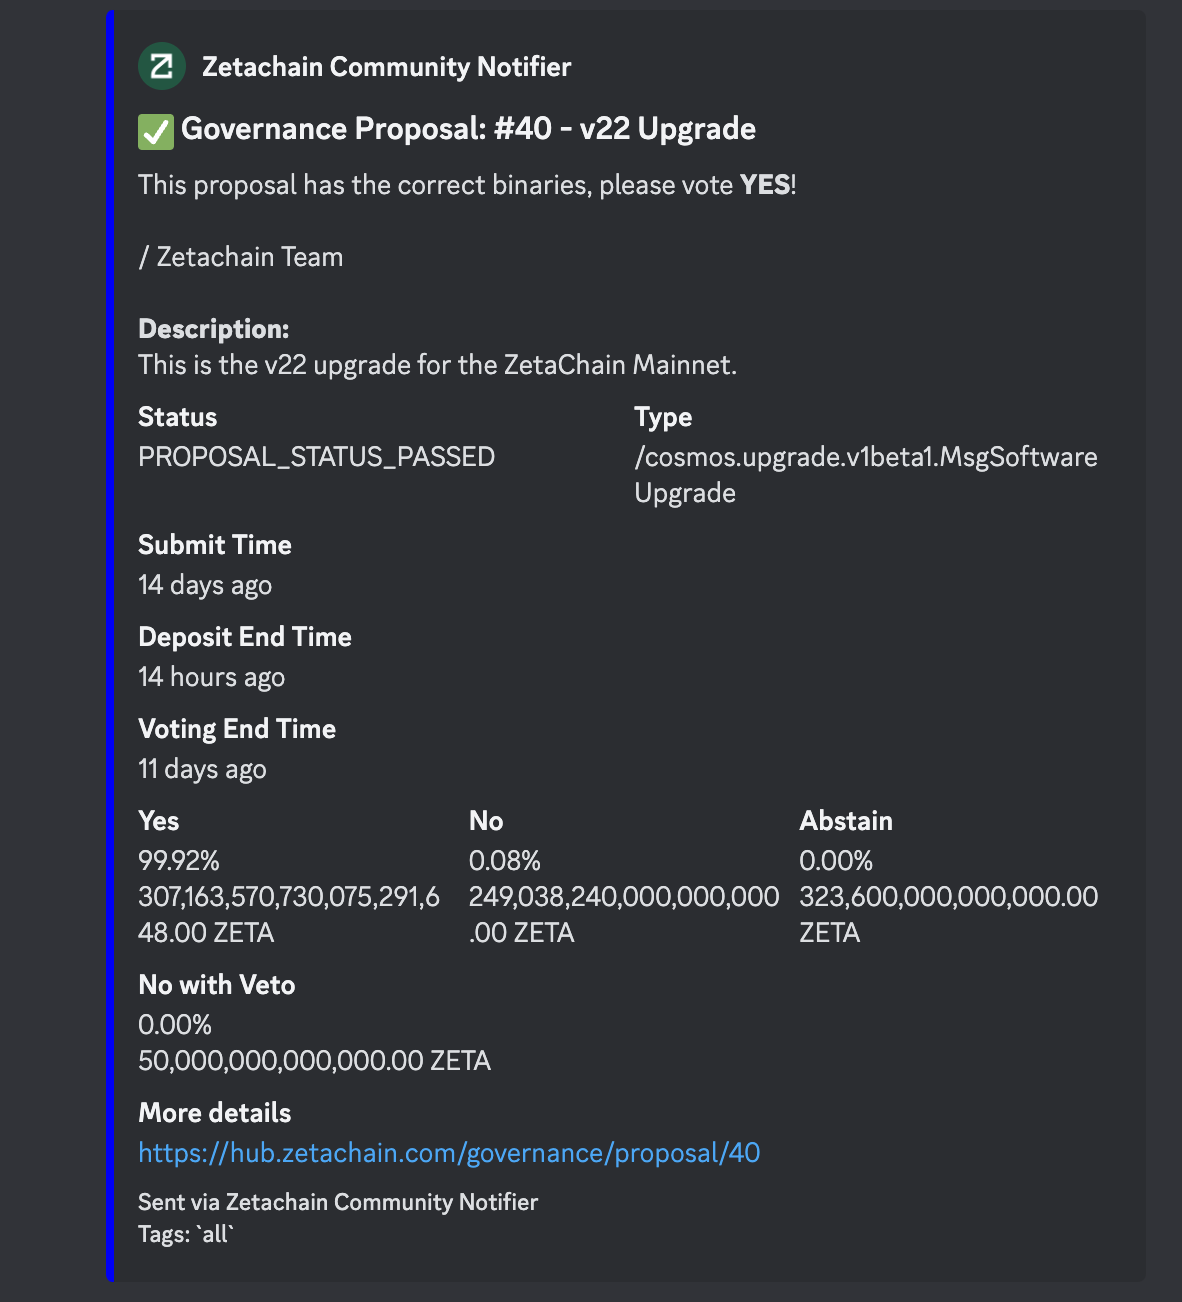 Zetachain Community Notifier
✅ Governance Proposal: #40 - v22 Upgrade
This proposal has the correct binaries, please vote YES!
/ Zetachain Team
Description:
This is the v22 upgrade for the ZetaChain Mainnet.
Status
PROPOSAL_STATUS_PASSED
Type
/cosmos.upgrade.v1beta1.MsgSoftware
Upgrade
Submit Time
14 days ago
Deposit End Time
14 hours ago
Voting End Time
11 days ago
Yes
99.92%
307,163,570,730,075,291,6
48.00 ZETA
No
0.08%
249,038,240,000,000,000
.00 ZETA
Abstain
0.00%
323,600,000,000,000.00
ZETA
No with Veto
0.00%
50,000,000,000,000.00 ZETA
More details
https://hub.zetachain.com/governance/proposal/40
Sent via Zetachain Community Notifier
Tags: `all`